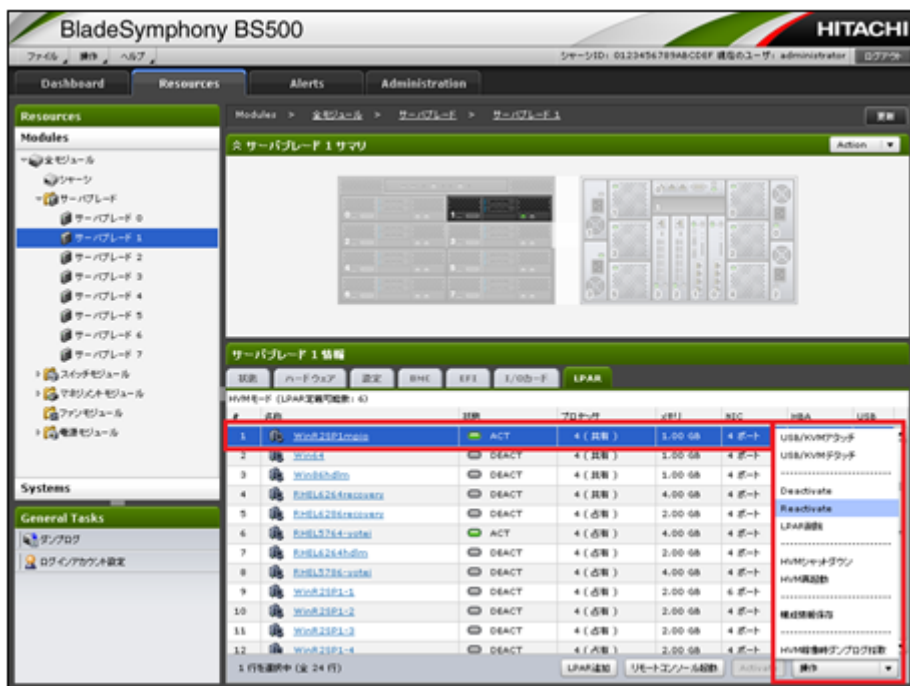 BladeSymphony BS500
HITACHI
ファイル 操作 ヘルプ
シャーシID: 0123456789ABCDEF 現在のユーザ: administrator ログアウト
Dashboard Resources Alerts Administration
Resources
Modules > 全モジュール > サーバブレード > サーバブレード 1
更新
Modules
サーバブレード 1 サマリ
Action
全モジュール
シャーシ
サーバブレード
サーバブレード 0
サーバブレード 1
サーバブレード 2
サーバブレード 3
サーバブレード 4
サーバブレード 5
サーバブレード 6
サーバブレード 7
スイッチモジュール
マネジメントモジュール
ファンモジュール
電源モジュール
Systems
General Tasks
ダンプログ
ログインアカウント設定
サーバブレード 1 情報
状態 ハードウェア 設定 BMC EFI I/Oカード LPAR
HVMモード (LPAR定義可能数: 6)
# 名前 状態 プロセッサ メモリ NIC HBA USB
1 WinR2SP1mpio ACT 4 ( 共有 ) 1.00 GB 4 ポート
2 Win64 DEACT 4 ( 共有 ) 1.00 GB 4 ポート
3 Win86hdlm DEACT 4 ( 共有 ) 1.00 GB 4 ポート
4 RHEL6264recovery DEACT 4 ( 共有 ) 4.00 GB 4 ポート
5 RHEL6286recovery DEACT 4 ( 占有 ) 2.00 GB 4 ポート
6 RHEL5764-yotei ACT 4 ( 占有 ) 4.00 GB 4 ポート
7 RHEL6264hdlm DEACT 4 ( 占有 ) 2.00 GB 4 ポート
8 RHEL5786-yotei DEACT 4 ( 占有 ) 4.00 GB 4 ポート
9 WinR2SP1-1 DEACT 4 ( 占有 ) 2.00 GB 6 ポート
10 WinR2SP1-2 DEACT 4 ( 占有 ) 2.00 GB 4 ポート
11 WinR2SP1-3 DEACT 4 ( 占有 ) 2.00 GB 4 ポート
12 WinR2SP1-4 DEACT 4 ( 占有 ) 2.00 GB 4 ポート
USB/KVMアタッチ
USB/KVMデタッチ
Deactivate
Reactivate
LPAR削除
HVMシャットダウン
HVM再起動
構成情報保存
HVM稼働時ダンプログ採取
1 行を選択中 (全 24 行)
LPAR追加 リモートコンソール起動 Activate 操作